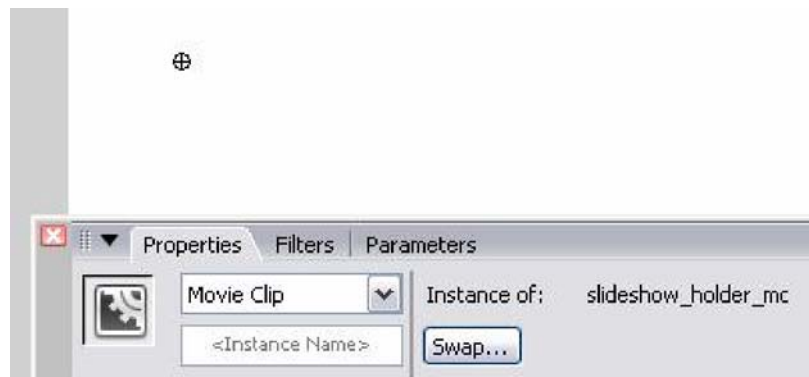 Properties Filters Parameters
Movie Clip Instance of: slideshow_holder_mc
<Instance Name> Swap...